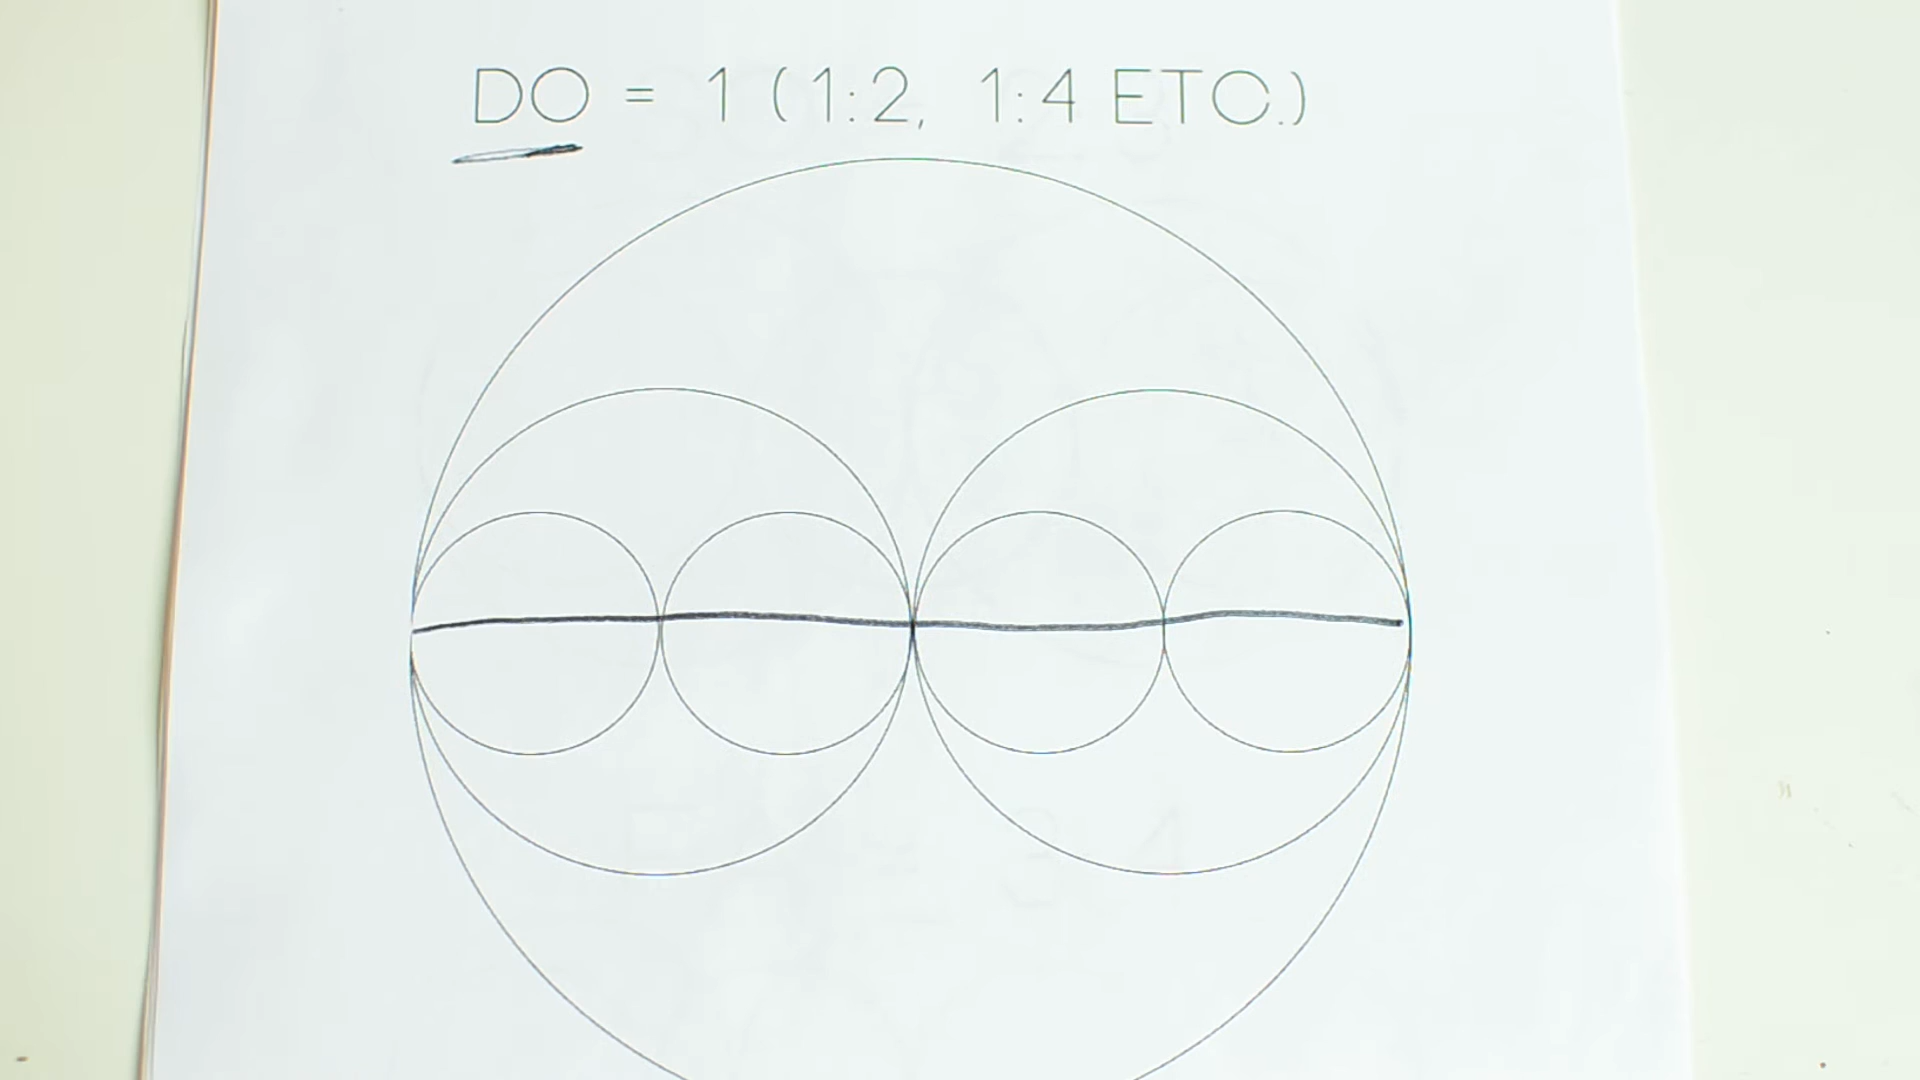 DO = 1 (1:2, 1:4 ETC.)